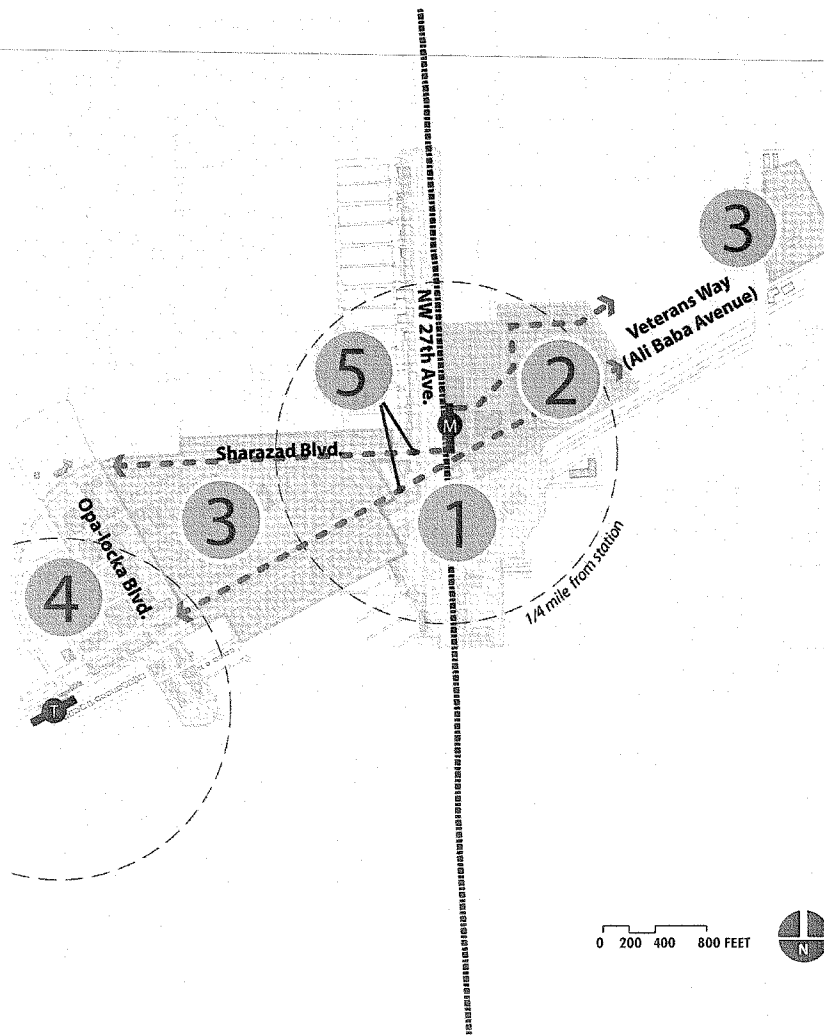 3
NW 27th Ave.
Veterans Way
(Ali Baba Avenue)
5
2
M
Sharazad Blvd.
3
1
Opa-locka Blvd.
4
1/4 mile from station
T
0 200 400 800 FEET
N